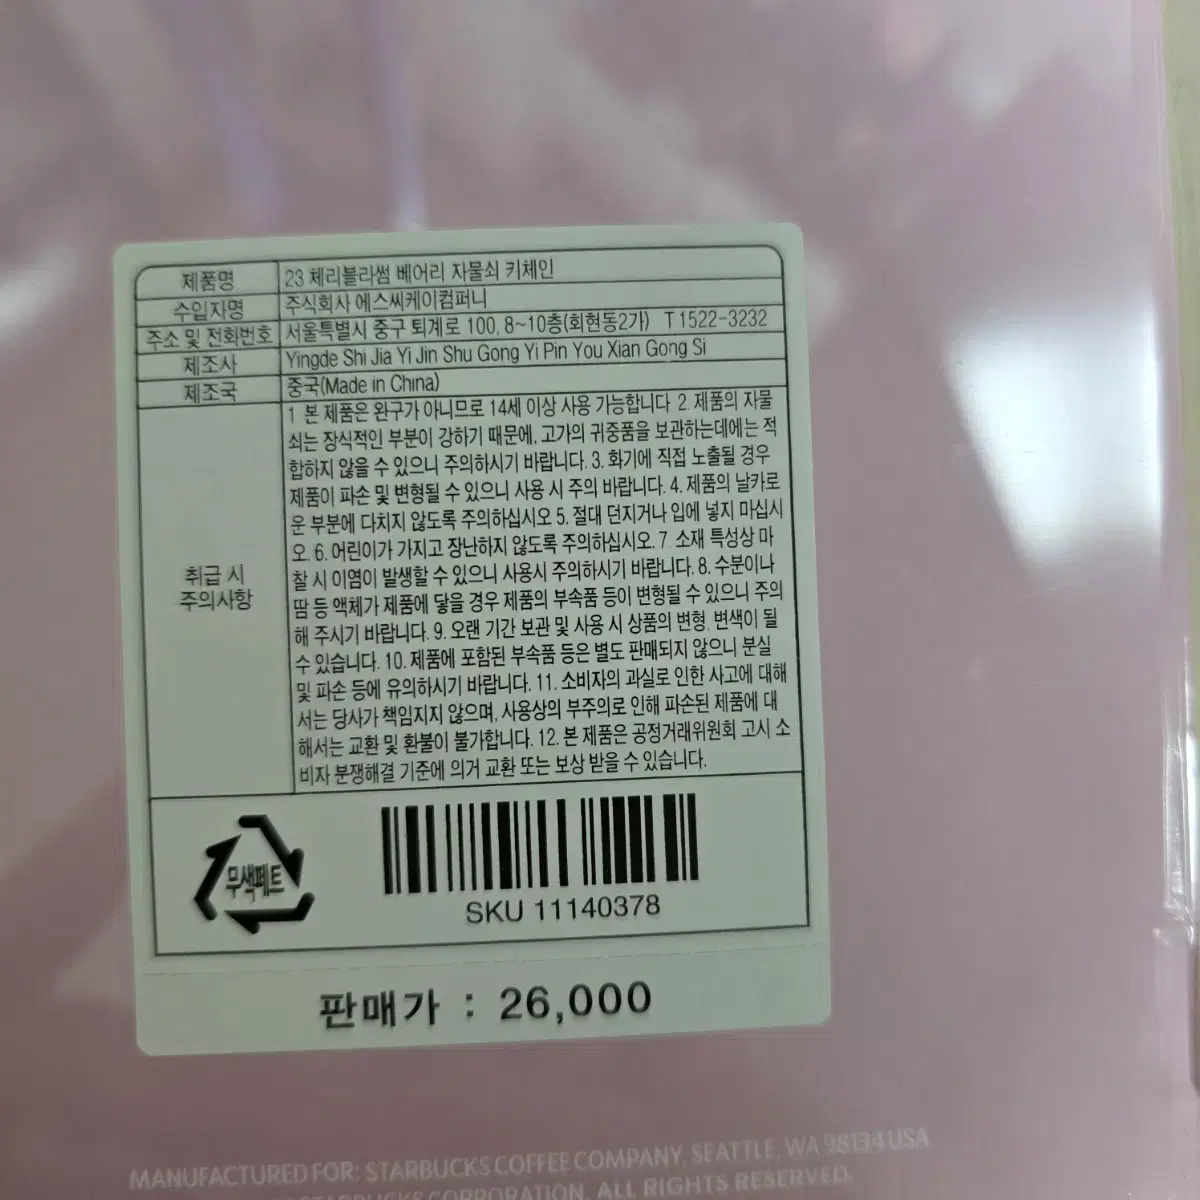 제품명 23 체리블라썸 베어리 자물쇠 키체인
수입자명 주식회사 에스씨케이컴퍼니
주소 및 전화번호 서울특별시 중구 퇴계로 100, 8~10층(회현동2가) T 1522-3232
제조사 Yingde Shi Jia Yi Jin Shu Gong Yi Pin You Xian Gong Si
제조국 중국(Made in China)
취급 시
주의사항
1 본 제품은 완구가 아니므로 14세 이상 사용 가능합니다 2. 제품의 자물
쇠는 장식적인 부분이 강하기 때문에, 고가의 귀중품을 보관하는데에는 적
합하지 않을 수 있으니 주의하시기 바랍니다. 3. 화기에 직접 노출될 경우
제품이 파손 및 변형될 수 있으니 사용 시 주의 바랍니다. 4. 제품의 날카로
운 부분에 다치지 않도록 주의하십시오 5. 절대 던지거나 입에 넣지 마십시
오. 6. 어린이가 가지고 장난하지 않도록 주의하십시오. 7 소재 특성상 마
찰 시 이염이 발생할 수 있으니 사용시 주의하시기 바랍니다. 8. 수분이나
땀 등 액체가 제품에 닿을 경우 제품의 부속품 등이 변형될 수 있으니 주의
해 주시기 바랍니다. 9. 오랜 기간 보관 및 사용 시 상품의 변형, 변색이 될
수 있습니다. 10. 제품에 포함된 부속품 등은 별도 판매되지 않으니 분실
및 파손 등에 유의하시기 바랍니다. 11. 소비자의 과실로 인한 사고에 대해
서는 당사가 책임지지 않으며, 사용상의 부주의로 인해 파손된 제품에 대
해서는 교환 및 환불이 불가합니다. 12. 본 제품은 공정거래위원회 고시 소
비자 분쟁해결 기준에 의거 교환 또는 보상 받을 수 있습니다.
무색페트
SKU 11140378
판매가 : 26,000
MANUFACTURED FOR: STARBUCKS COFFEE COMPANY, SEATTLE, WA 98134 USA
STARBUCKS CORPORATION. ALL RIGHTS RESERVED.